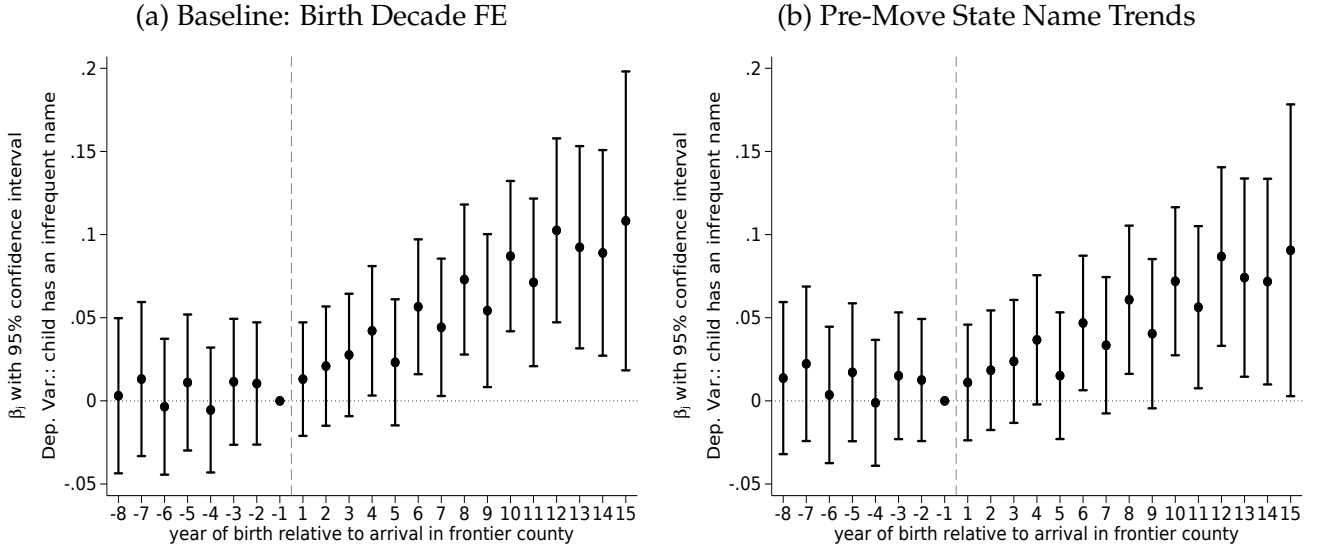 (a) Baseline: Birth Decade FE
βj with 95% confidence interval
Dep. Var.: child has an infrequent name
.2
.15
.1
.05
0
-.05
-8 -7 -6 -5 -4 -3 -2 -1 1 2 3 4 5 6 7 8 9 10 11 12 13 14 15
year of birth relative to arrival in frontier county
(b) Pre-Move State Name Trends
βj with 95% confidence interval
Dep. Var.: child has an infrequent name
.2
.15
.1
.05
0
-.05
-8 -7 -6 -5 -4 -3 -2 -1 1 2 3 4 5 6 7 8 9 10 11 12 13 14 15
year of birth relative to arrival in frontier county